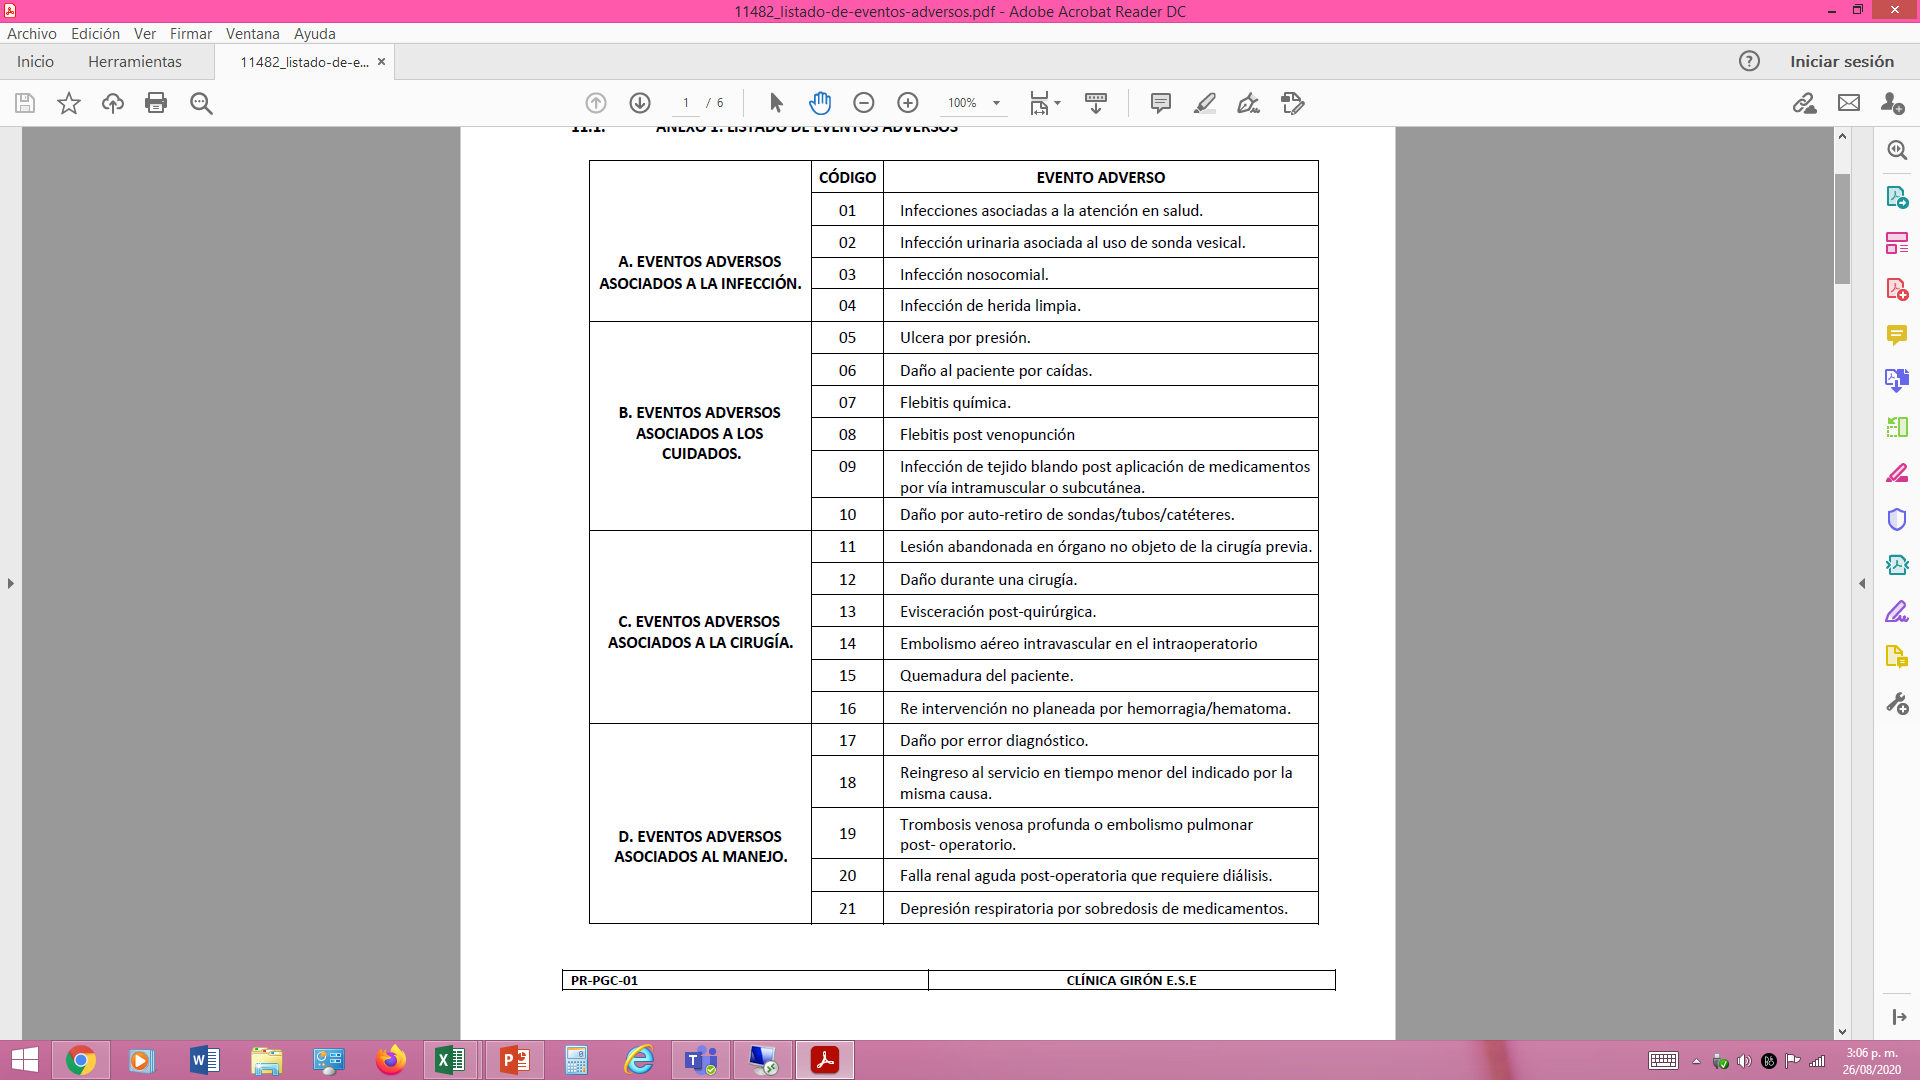 11482_listado-de-eventos-adversos.pdf - Adobe Acrobat Reader DC
Archivo Edición Ver Firmar Ventana Ayuda
Inicio Herramientas 11482_listado-de-e... × Iniciar sesión
1 / 6 100%
11.1. ANEXO 1. LISTADO DE EVENTOS ADVERSOS
CÓDIGO EVENTO ADVERSO
A. EVENTOS ADVERSOS
ASOCIADOS A LA INFECCIÓN.
01 Infecciones asociadas a la atención en salud.
02 Infección urinaria asociada al uso de sonda vesical.
03 Infección nosocomial.
04 Infección de herida limpia.
B. EVENTOS ADVERSOS
ASOCIADOS A LOS
CUIDADOS.
05 Ulcera por presión.
06 Daño al paciente por caídas.
07 Flebitis química.
08 Flebitis post venopunción
09 Infección de tejido blando post aplicación de medicamentos
por vía intramuscular o subcutánea.
10 Daño por auto-retiro de sondas/tubos/catéteres.
C. EVENTOS ADVERSOS
ASOCIADOS A LA CIRUGÍA.
11 Lesión abandonada en órgano no objeto de la cirugía previa.
12 Daño durante una cirugía.
13 Evisceración post-quirúrgica.
14 Embolismo aéreo intravascular en el intraoperatorio
15 Quemadura del paciente.
16 Re intervención no planeada por hemorragia/hematoma.
D. EVENTOS ADVERSOS
ASOCIADOS AL MANEJO.
17 Daño por error diagnóstico.
18 Reingreso al servicio en tiempo menor del indicado por la
misma causa.
19 Trombosis venosa profunda o embolismo pulmonar
post- operatorio.
20 Falla renal aguda post-operatoria que requiere diálisis.
21 Depresión respiratoria por sobredosis de medicamentos.
PR-PGC-01 CLÍNICA GIRÓN E.S.E
3:06 p. m.
26/08/2020